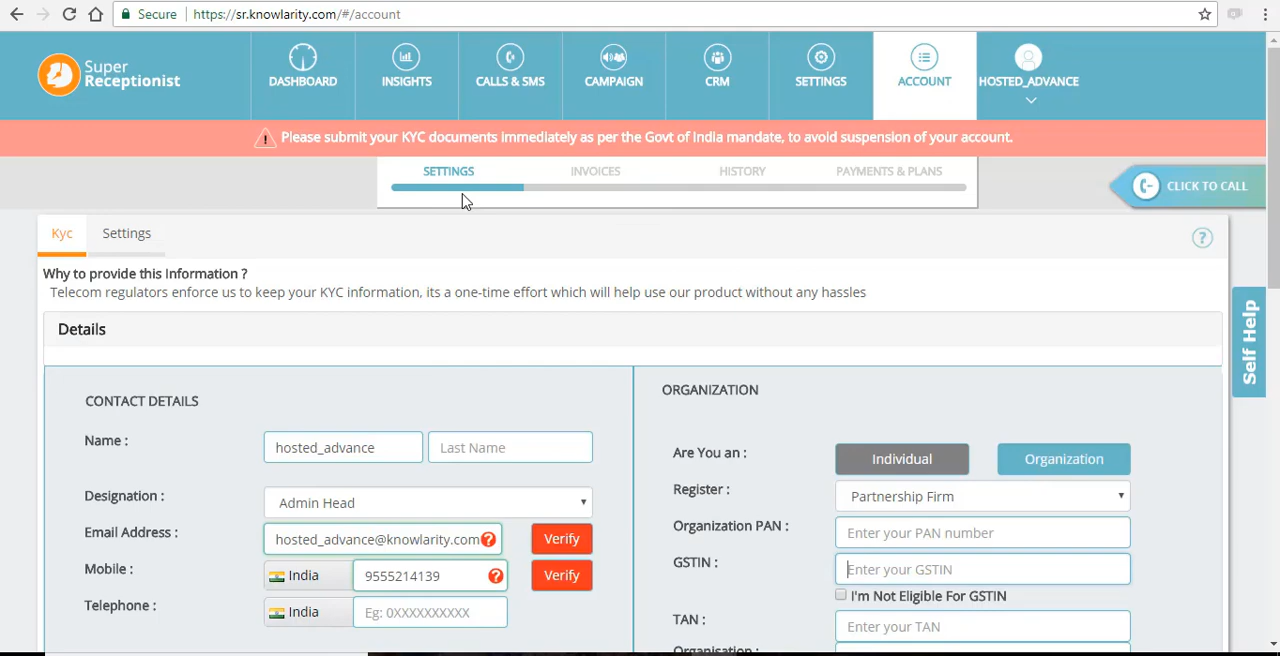 Secure
https://sr.knowlarity.com/#/account
Super
Receptionist
DASHBOARD
INSIGHTS
CALLS & SMS
CAMPAIGN
CRM
SETTINGS
ACCOUNT
HOSTED_ADVANCE
Please submit your KYC documents immediately as per the Govt of India mandate, to avoid suspension of your account.
SETTINGS
INVOICES
HISTORY
PAYMENTS & PLANS
CLICK TO CALL
Kyc
Settings
?
Why to provide this Information ?
Telecom regulators enforce us to keep your KYC information, its a one-time effort which will help use our product without any hassles
Self Help
Details
CONTACT DETAILS
Name :
hosted_advance
Last Name
Designation :
Admin Head
Email Address :
hosted_advance@knowlarity.com
?
Verify
Mobile :
India
9555214139
?
Verify
Telephone :
India
Eg: 0XXXXXXXXXX
ORGANIZATION
Are You an :
Individual
Organization
Register :
Partnership Firm
Organization PAN :
Enter your PAN number
GSTIN :
Enter your GSTIN
I'm Not Eligible For GSTIN
TAN :
Enter your TAN